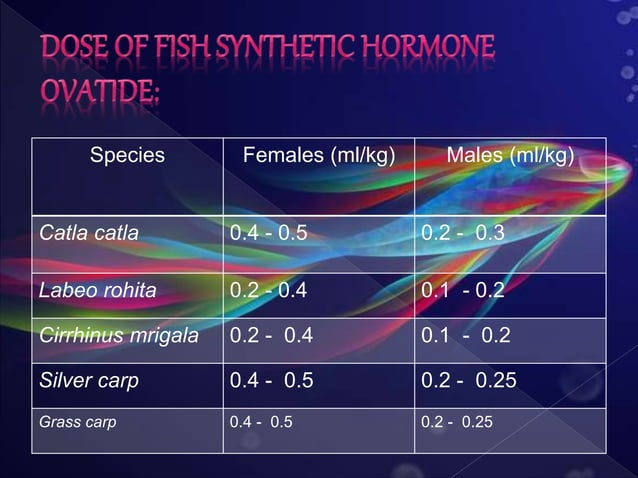 DOSE OF FISH SYNTHETIC HORMONE
OVATIDE:
Species Females (ml/kg) Males (ml/kg)
Catla catla 0.4 - 0.5 0.2 - 0.3
Labeo rohita 0.2 - 0.4 0.1 - 0.2
Cirrhinus mrigala 0.2 - 0.4 0.1 - 0.2
Silver carp 0.4 - 0.5 0.2 - 0.25
Grass carp 0.4 - 0.5 0.2 - 0.25